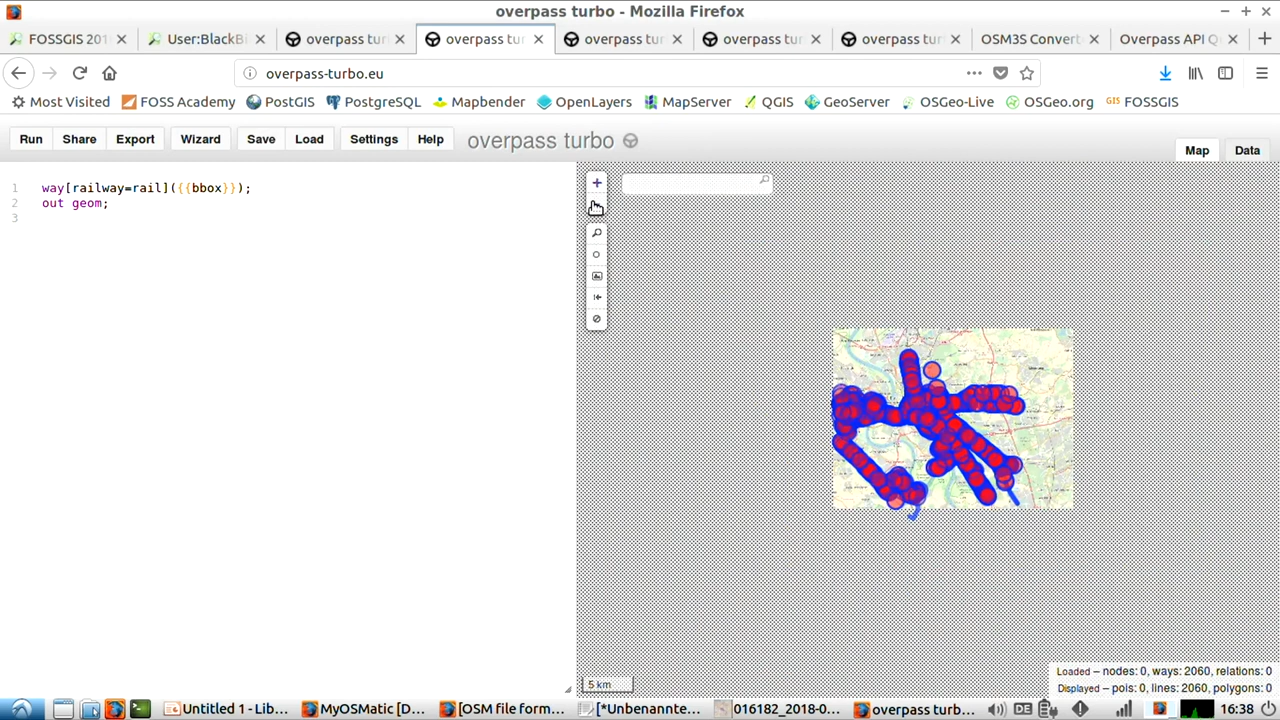 overpass turbo - Mozilla Firefox
FOSSGIS 201 User:BlackBi overpass tur overpass tur overpass tur overpass tur overpass tur OSM3S Convert Overpass API Q
overpass-turbo.eu
Most Visited FOSS Academy PostGIS PostgreSQL Mapbender OpenLayers MapServer QGIS GeoServer OSGeo-Live OSGeo.org GIS FOSSGIS
Run Share Export Wizard Save Load Settings Help overpass turbo
Map Data
1 way[railway=rail]({{bbox}});
2 out geom;
3
5 km
Loaded – nodes: 0, ways: 2060, relations: 0
Displayed – pois: 0, lines: 2060, polygons: 0
Untitled 1 - Lib... MyOSMatic [D... [OSM file form... [*Unbenannte... 016182_2018-0... overpass turb... DE 16:38